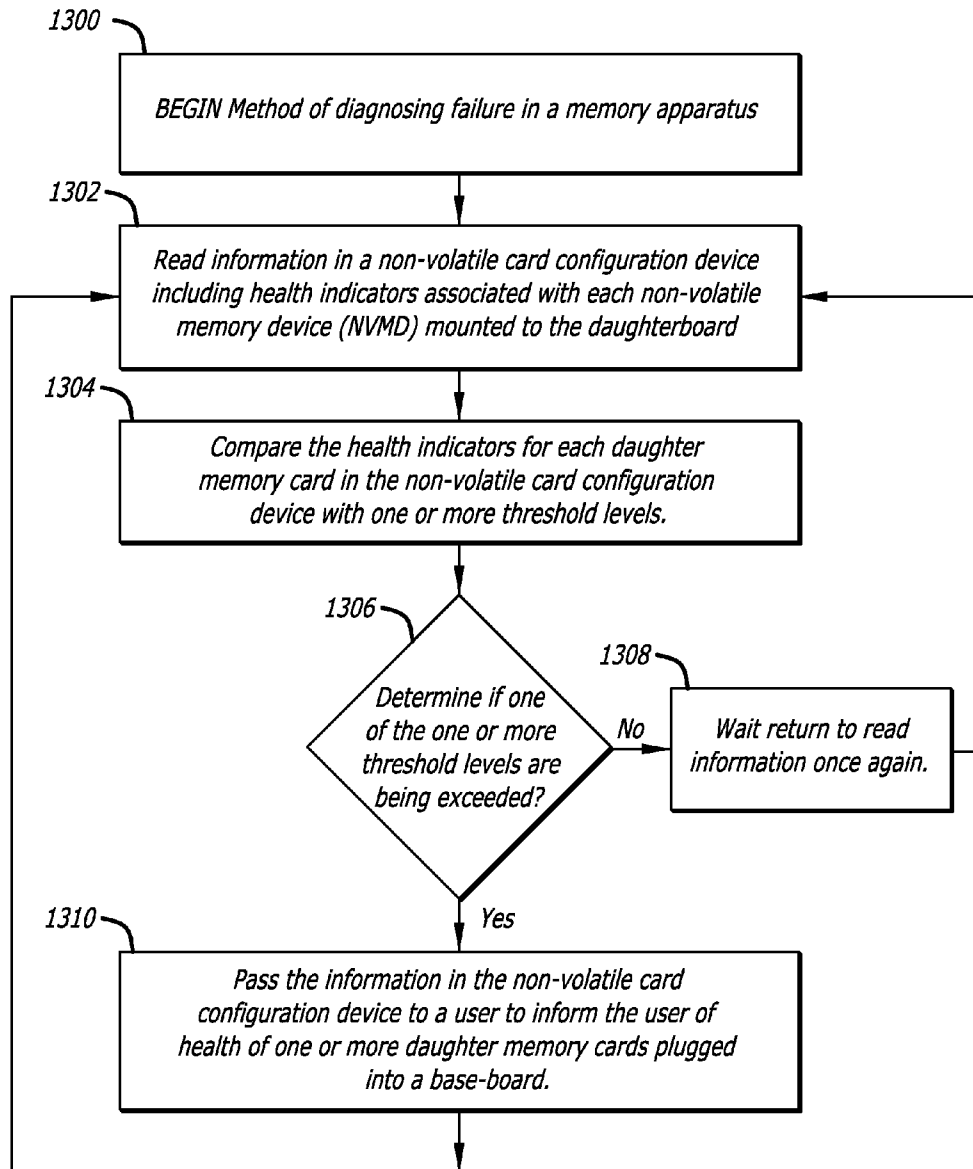 1300
BEGIN Method of diagnosing failure in a memory apparatus
1302
Read information in a non-volatile card configuration device
including health indicators associated with each non-volatile
memory device (NVMD) mounted to the daughterboard
1304
Compare the health indicators for each daughter
memory card in the non-volatile card configuration
device with one or more threshold levels.
1306
Determine if one
of the one or more
threshold levels are
being exceeded?
No
1308
Wait return to read
information once again.
Yes
1310
Pass the information in the non-volatile card
configuration device to a user to inform the user of
health of one or more daughter memory cards plugged
into a base-board.